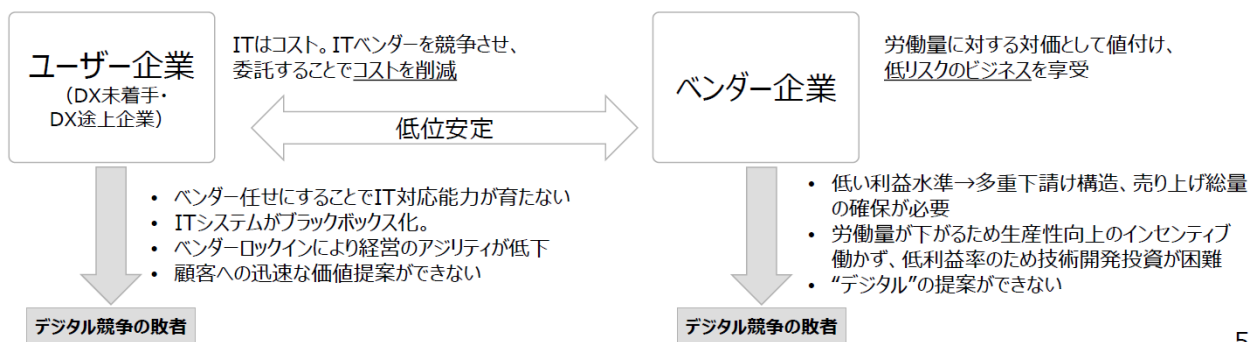 ユーザー企業
（DX未着手・
DX途上企業）
ITはコスト。ITベンダーを競争させ、
委託することでコストを削減
低位安定
ベンダー企業
労働量に対する対価として値付け、
低リスクのビジネスを享受
• ベンダー任せにすることでIT対応能力が育たない
• ITシステムがブラックボックス化。
• ベンダーロックインにより経営のアジリティが低下
• 顧客への迅速な価値提案ができない
• 低い利益水準→多重下請け構造、売り上げ総量
の確保が必要
• 労働量が下がるため生産性向上のインセンティブ
働かず、低利益率のため技術開発投資が困難
• “デジタル”の提案ができない
デジタル競争の敗者
デジタル競争の敗者
5